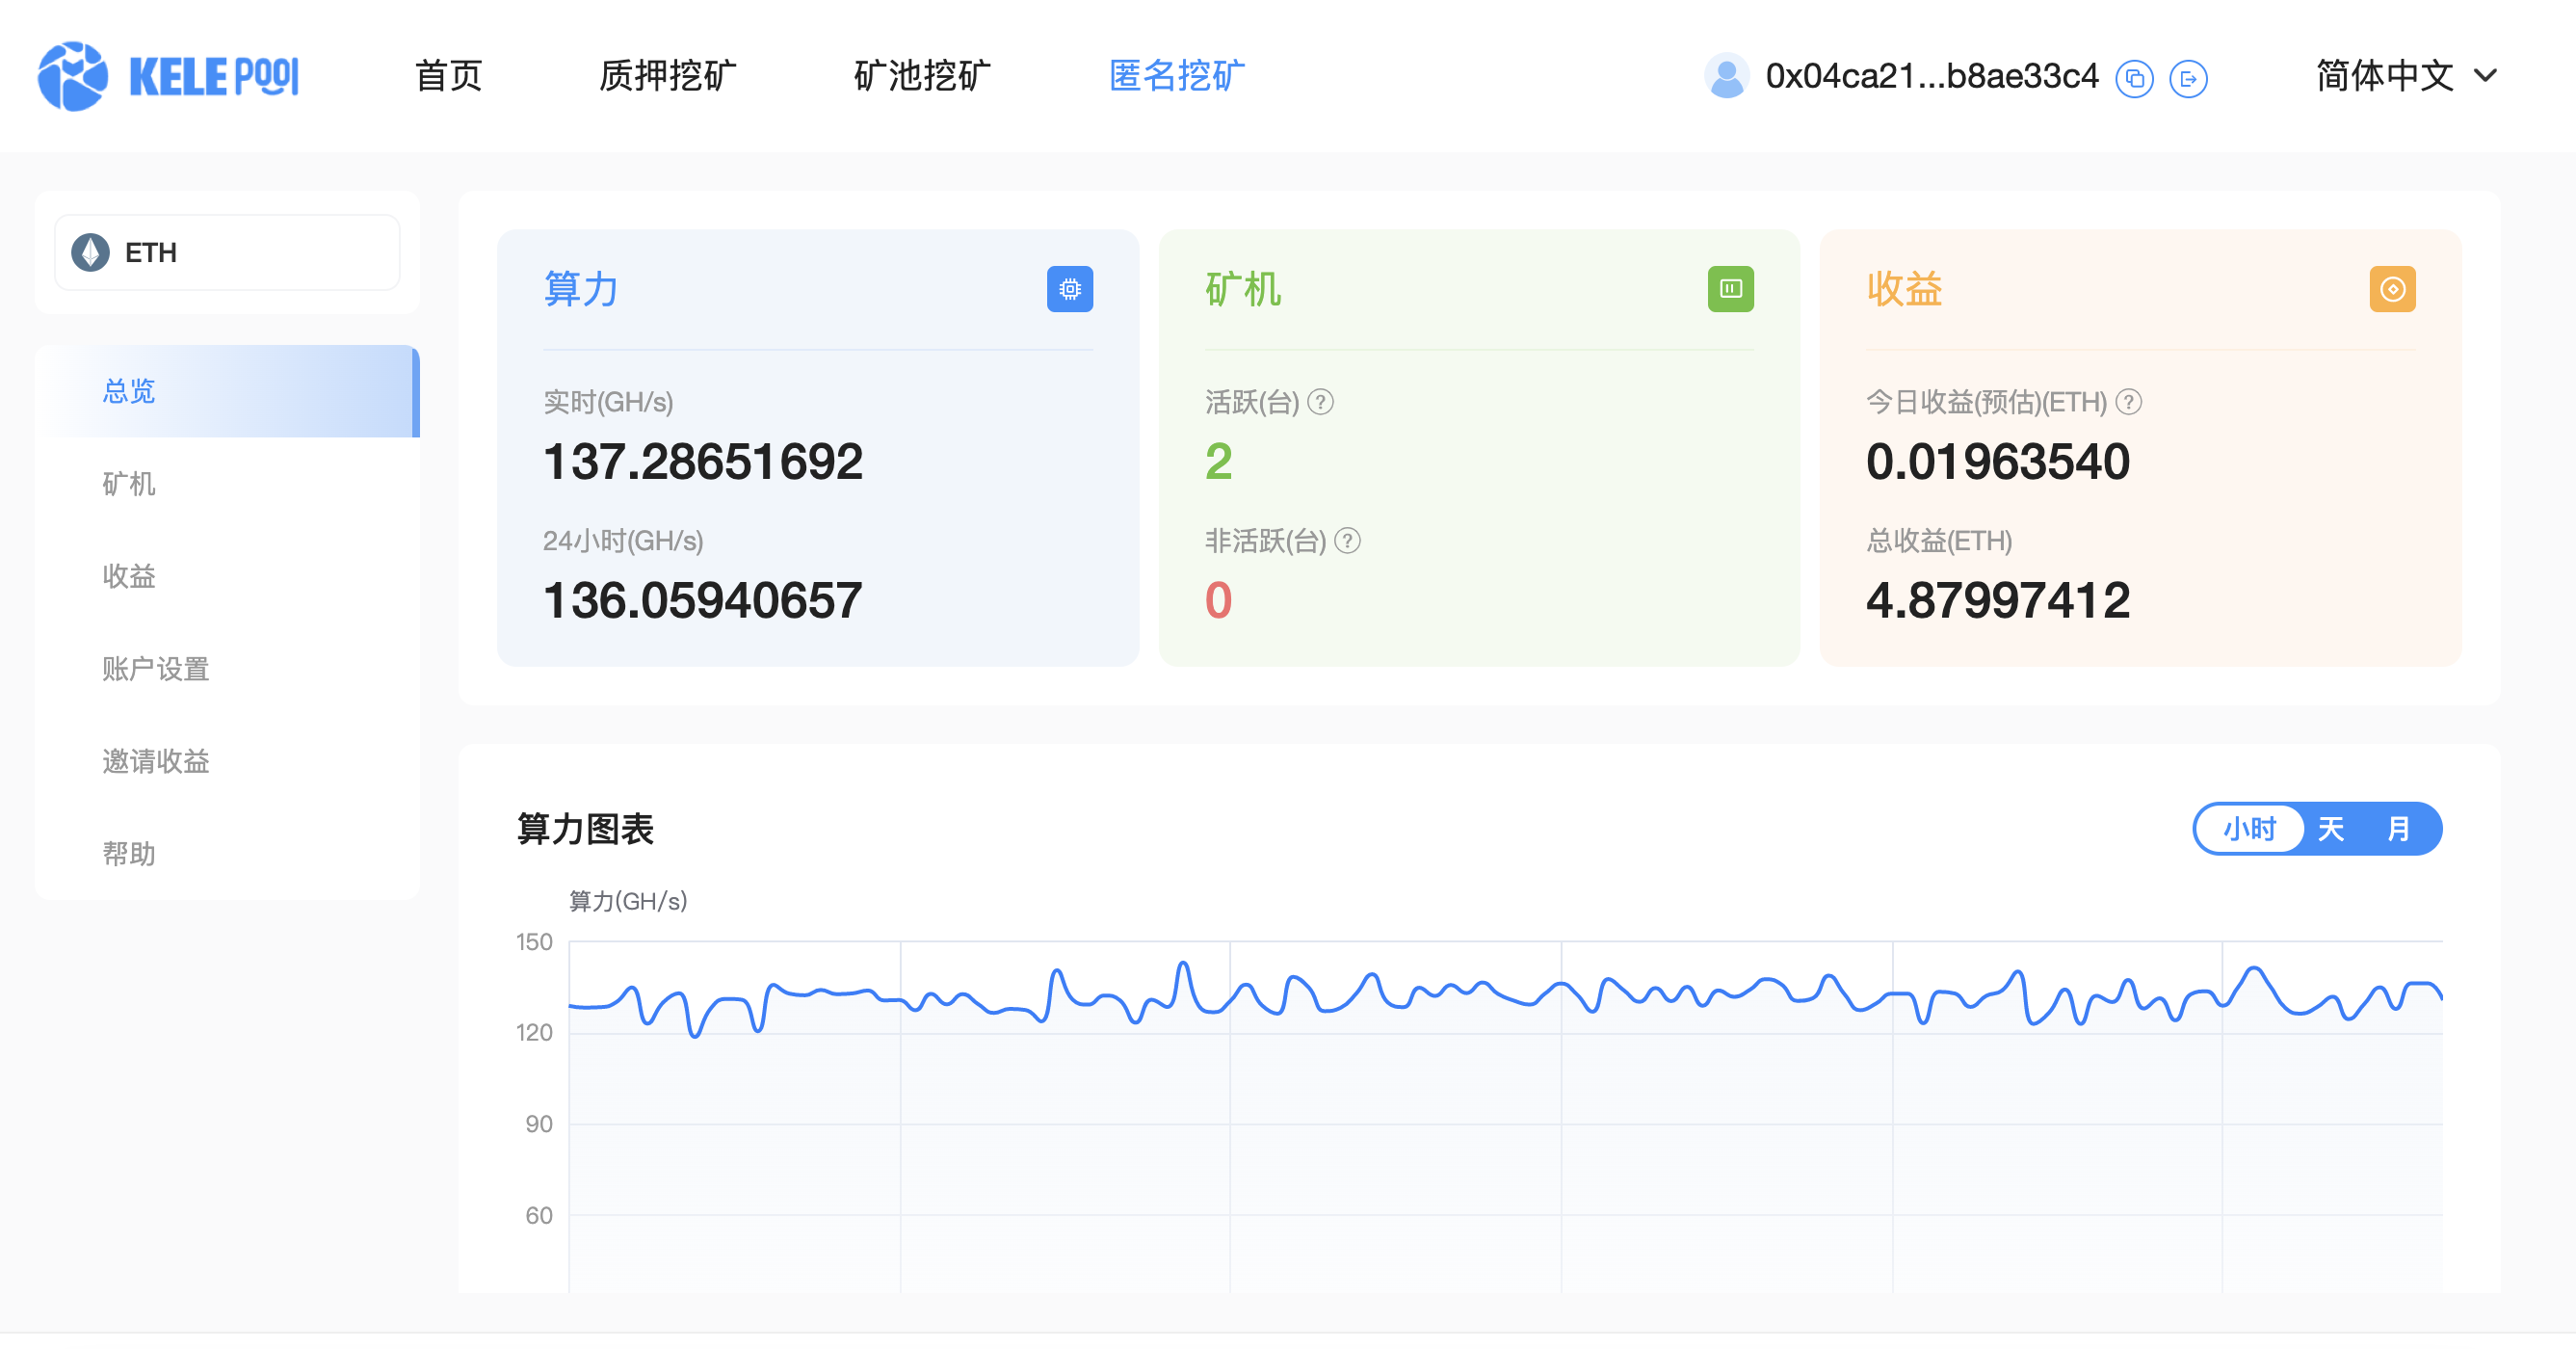 KELE POOL
首页
质押挖矿
矿池挖矿
匿名挖矿
0x04ca21...b8ae33c4
简体中文
ETH
总览
矿机
收益
账户设置
邀请收益
帮助
算力
实时(GH/s)
137.28651692
24小时(GH/s)
136.05940657
矿机
活跃(台) ?
2
非活跃(台) ?
0
收益
今日收益(预估)(ETH) ?
0.01963540
总收益(ETH)
4.87997412
算力图表
小时 天 月
算力(GH/s)
150
120
90
60